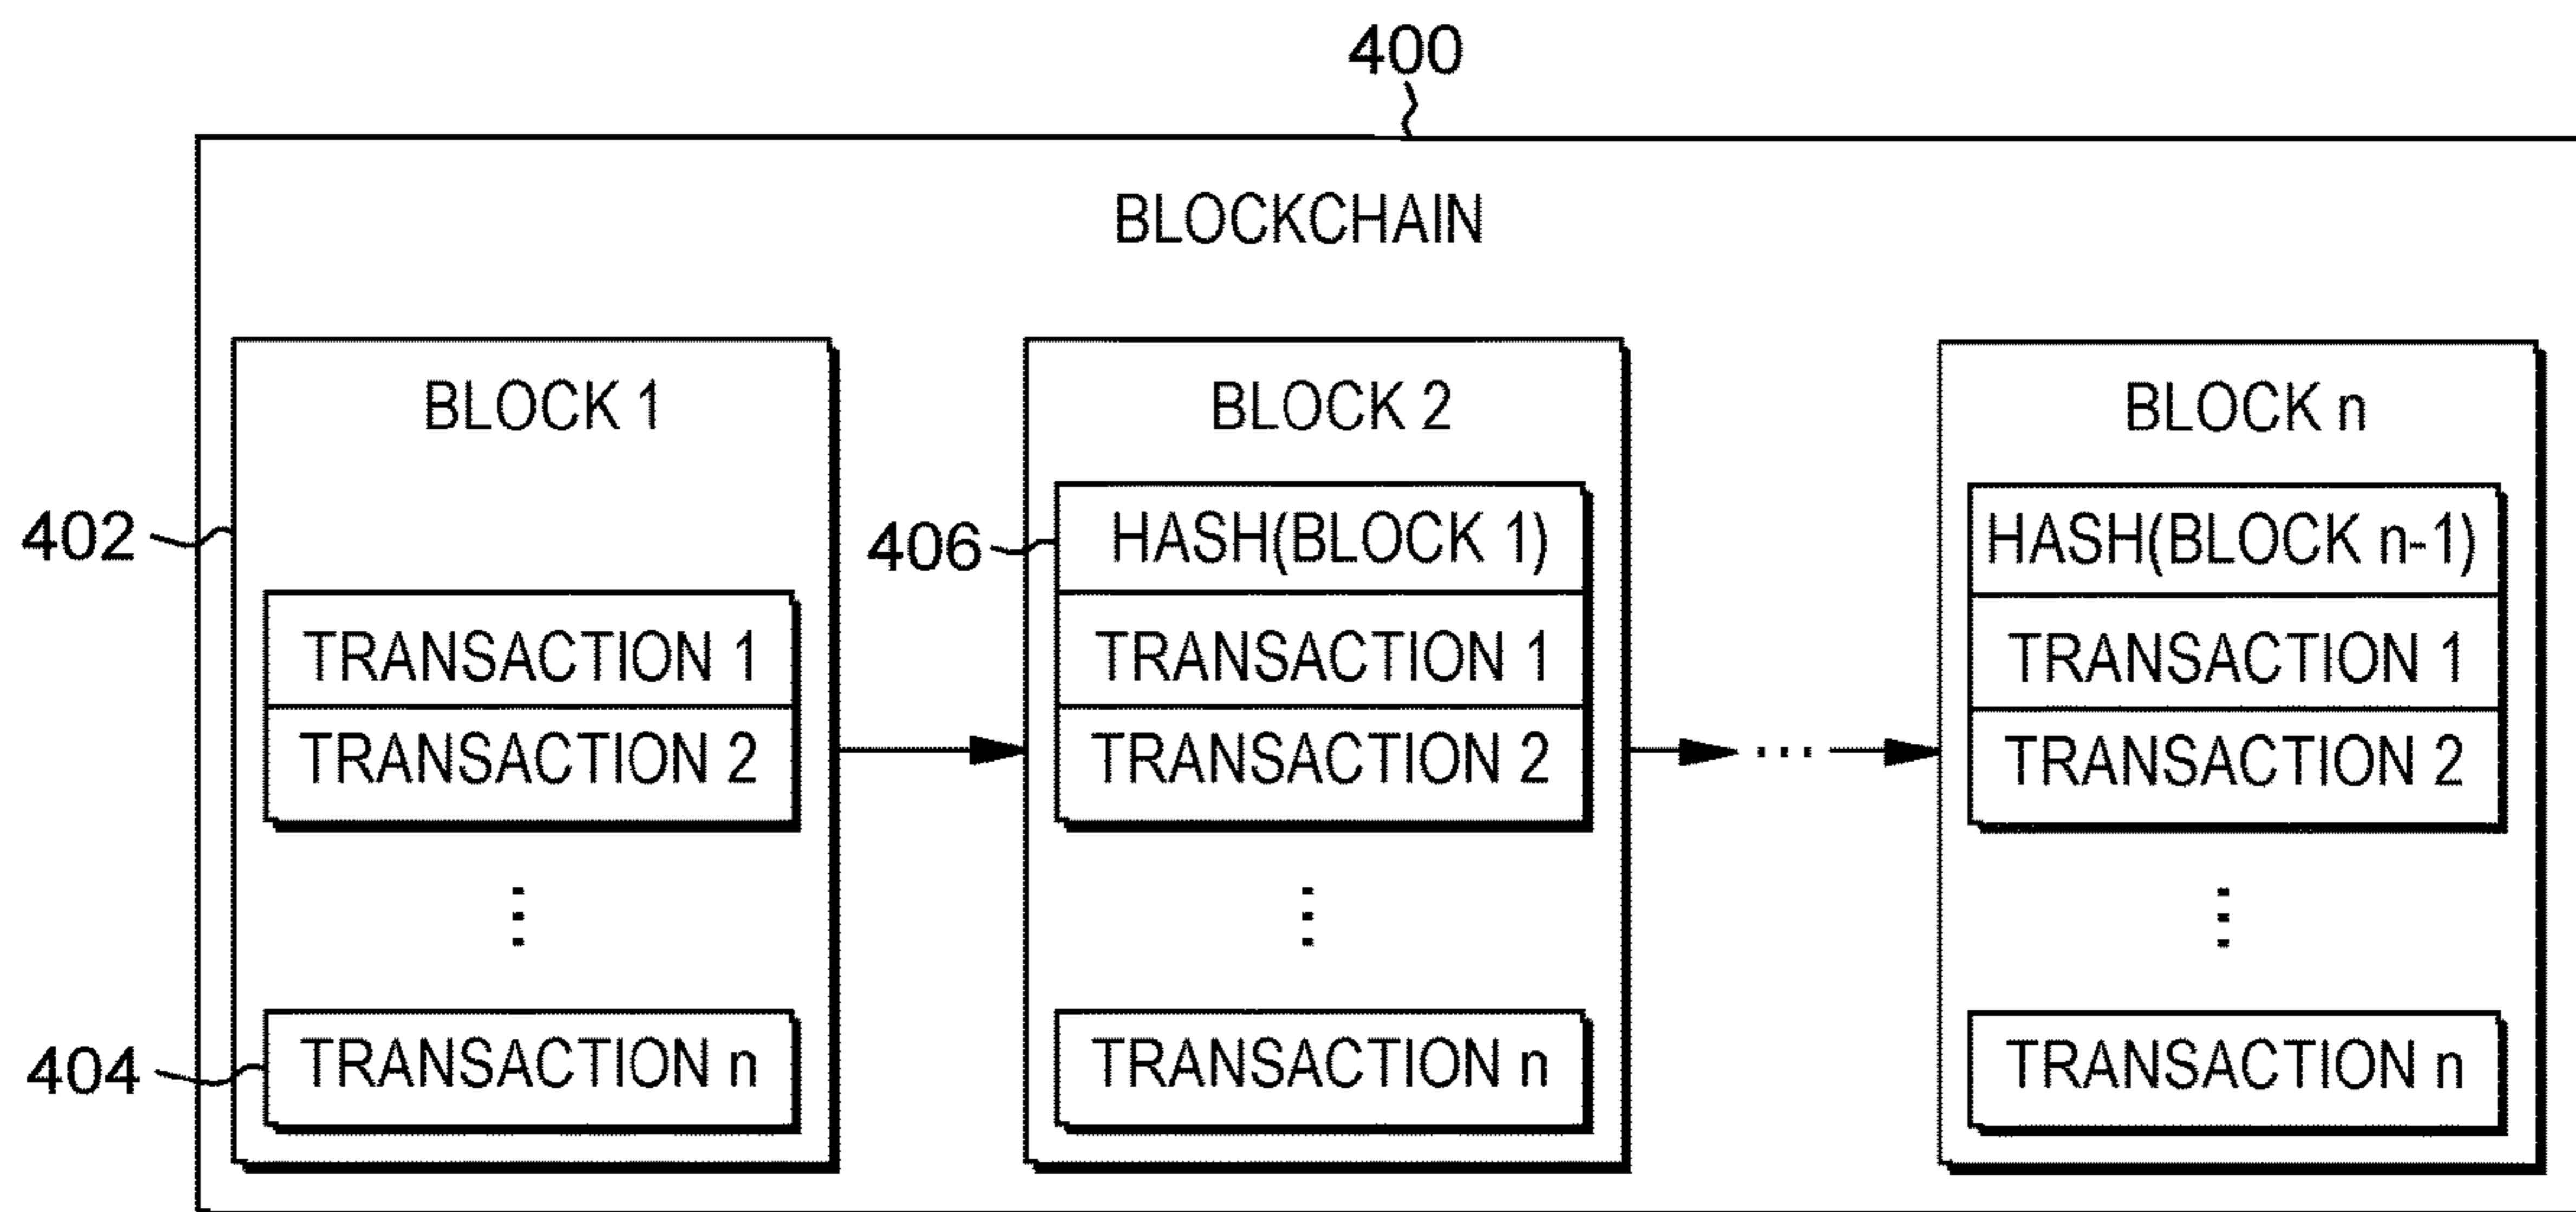 400
BLOCKCHAIN
BLOCK 1
402
TRANSACTION 1
TRANSACTION 2
⋮
404
TRANSACTION n
BLOCK 2
406
HASH(BLOCK 1)
TRANSACTION 1
TRANSACTION 2
⋮
TRANSACTION n
...
BLOCK n
HASH(BLOCK n-1)
TRANSACTION 1
TRANSACTION 2
⋮
TRANSACTION n